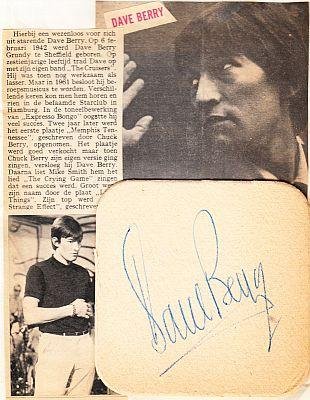 DAVE BERRY
Hierbij een wezenloos voor zich
uit starende Dave Berry. Op 6 fe-
bruari 1942 werd Dave Berry
Grundy te Sheffield geboren. Op
zestienjarige leeftijd trad Dave op
met zijn eigen band „The Cruisers".
Hij was toen nog werkzaam als
lasser. Maar in 1961 besloot hij be-
roepsmusicus te worden. Verschil-
lende keren kon men hem horen en
zien in de befaamde Starclub in
Hamburg. In de toneelbewerking
van „Expresso Bongo" oogstte hij
veel succes. Twee jaar later werd
het eerste plaatje „Memphis Ten-
nessee", geschreven door Chuck
Berry, opgenomen. Het plaatje
werd goed verkocht maar toen
Chuck Berry zijn eigen versie ging
zingen, versloeg hij Dave Berry.
Daarna liet Mike Smith hem het
lied „The Crying Game" zingen
dat een succes werd. Groot we
zijn naam door de plaat „L
Things". Zijn top werd
Strange Effect", geschrev
Dave Berry